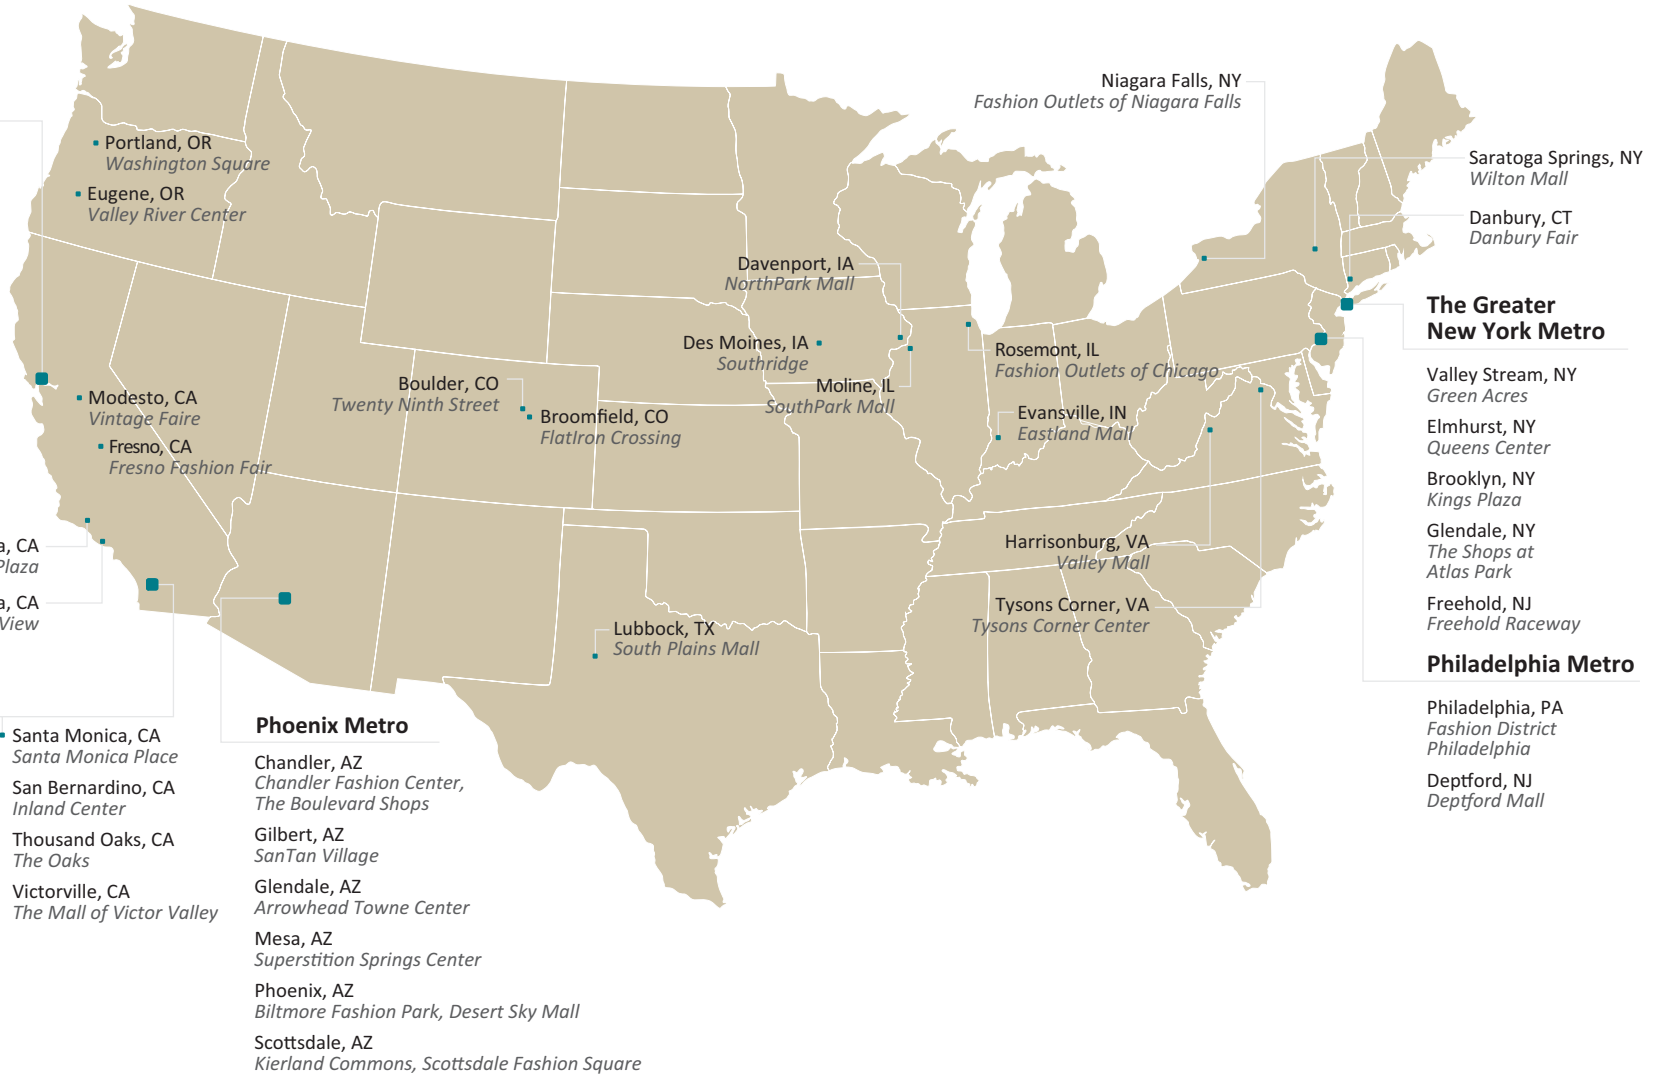 Niagara Falls, NY
Fashion Outlets of Niagara Falls
Portland, OR
Washington Square
Eugene, OR
Valley River Center
Saratoga Springs, NY
Wilton Mall
Danbury, CT
Danbury Fair
Davenport, IA
NorthPark Mall
Des Moines, IA
Southridge
Moline, IL
SouthPark Mall
Rosemont, IL
Fashion Outlets of Chicago
Evansville, IN
Eastland Mall
Boulder, CO
Twenty Ninth Street
Broomfield, CO
FlatIron Crossing
Modesto, CA
Vintage Faire
Fresno, CA
Fresno Fashion Fair
a, CA
Plaza
a, CA
View
Harrisonburg, VA
Valley Mall
Tysons Corner, VA
Tysons Corner Center
Lubbock, TX
South Plains Mall
Santa Monica, CA
Santa Monica Place
San Bernardino, CA
Inland Center
Thousand Oaks, CA
The Oaks
Victorville, CA
The Mall of Victor Valley
Phoenix Metro
Chandler, AZ
Chandler Fashion Center,
The Boulevard Shops
Gilbert, AZ
SanTan Village
Glendale, AZ
Arrowhead Towne Center
Mesa, AZ
Superstition Springs Center
Phoenix, AZ
Biltmore Fashion Park, Desert Sky Mall
Scottsdale, AZ
Kierland Commons, Scottsdale Fashion Square
The Greater
New York Metro
Valley Stream, NY
Green Acres
Elmhurst, NY
Queens Center
Brooklyn, NY
Kings Plaza
Glendale, NY
The Shops at
Atlas Park
Freehold, NJ
Freehold Raceway
Philadelphia Metro
Philadelphia, PA
Fashion District
Philadelphia
Deptford, NJ
Deptford Mall